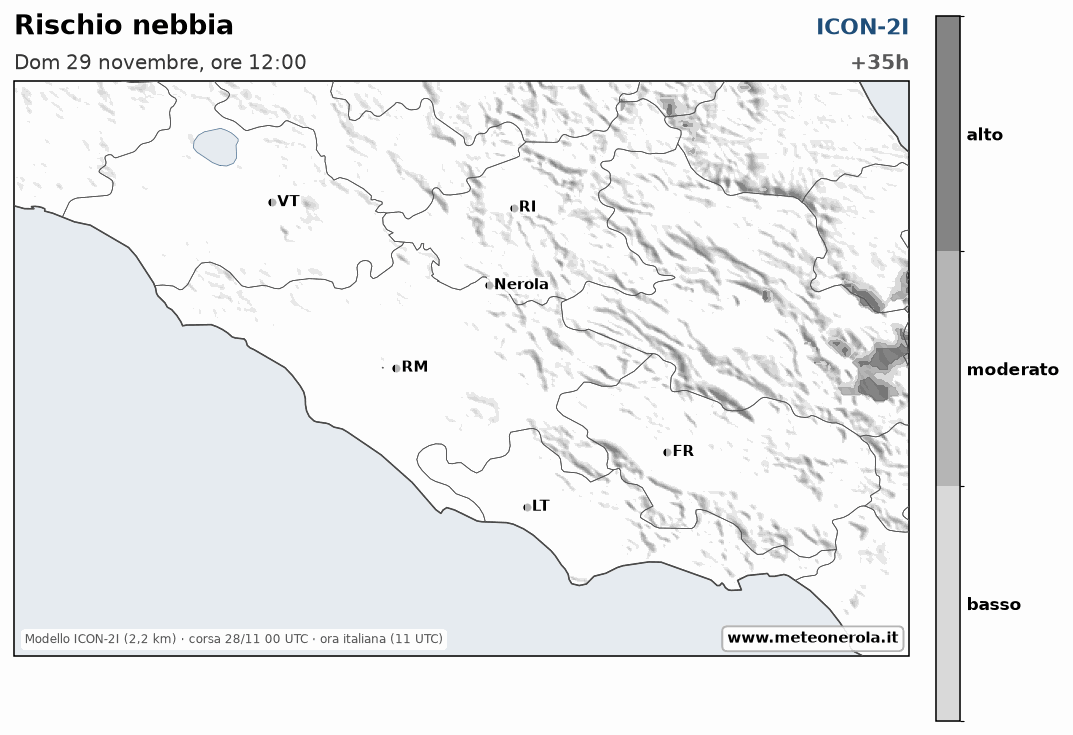 Rischio nebbia
ICON-2I
Dom 29 novembre, ore 12:00
+35h
alto
VT
RI
Nerola
RM
moderato
FR
LT
basso
Modello ICON-2I (2,2 km) · corsa 28/11 00 UTC · ora italiana (11 UTC)
www.meteonerola.it